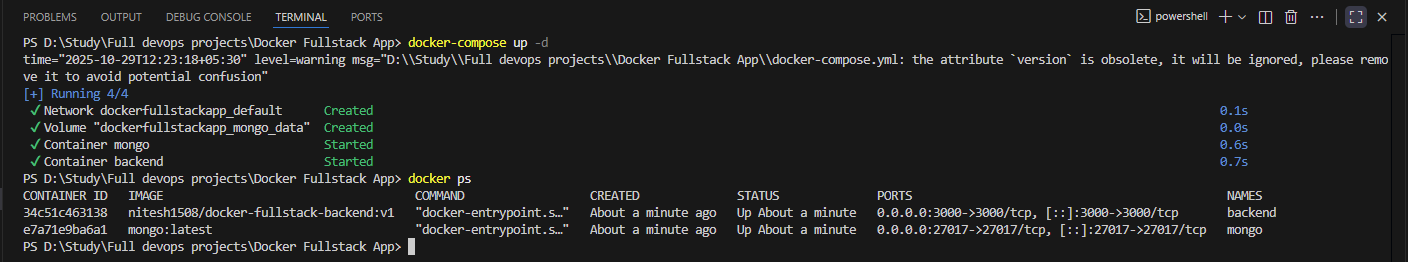 PROBLEMS OUTPUT DEBUG CONSOLE TERMINAL PORTS powershell
PS D:\Study\Full devops projects\Docker Fullstack App> docker-compose up -d
time="2025-10-29T12:23:18+05:30" level=warning msg="D:\\Study\\Full devops projects\\Docker Fullstack App\\docker-compose.yml: the attribute `version` is obsolete, it will be ignored, please remo
ve it to avoid potential confusion"
[+] Running 4/4
✓ Network dockerfullstackapp_default Created 0.1s
✓ Volume "dockerfullstackapp_mongo_data" Created 0.0s
✓ Container mongo Started 0.6s
✓ Container backend Started 0.7s
PS D:\Study\Full devops projects\Docker Fullstack App> docker ps
CONTAINER ID IMAGE COMMAND CREATED STATUS PORTS NAMES
34c51c463138 nitesh1508/docker-fullstack-backend:v1 "docker-entrypoint.s…" About a minute ago Up About a minute 0.0.0.0:3000->3000/tcp, [::]:3000->3000/tcp backend
e7a71e9ba6a1 mongo:latest "docker-entrypoint.s…" About a minute ago Up About a minute 0.0.0.0:27017->27017/tcp, [::]:27017->27017/tcp mongo
PS D:\Study\Full devops projects\Docker Fullstack App>